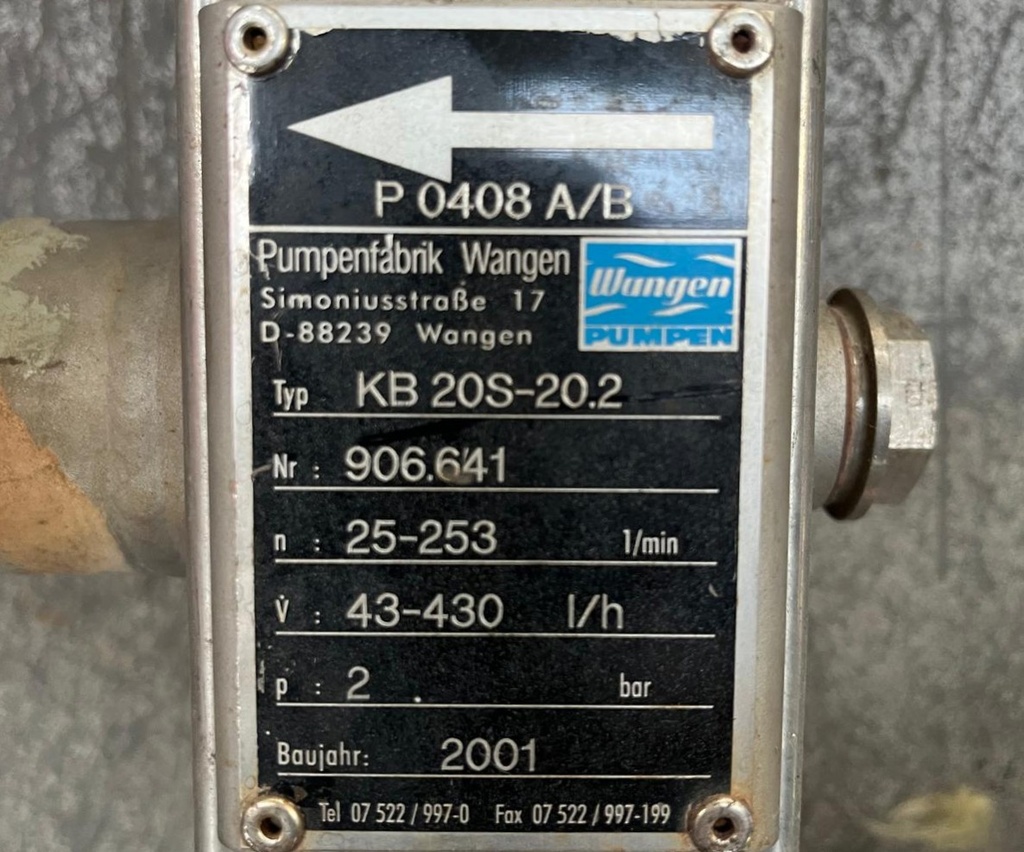 P 0408 A/B
Pumpenfabrik Wangen
Simoniusstraße 17
D-88239 Wangen
Wangen
PUMPEN
Typ KB 20S-20.2
Nr : 906.641
n : 25-253 1/min
V̇ : 43-430 l/h
p : 2 bar
Baujahr: 2001
Tel 07 522 / 997-0 Fax 07 522 / 997-199